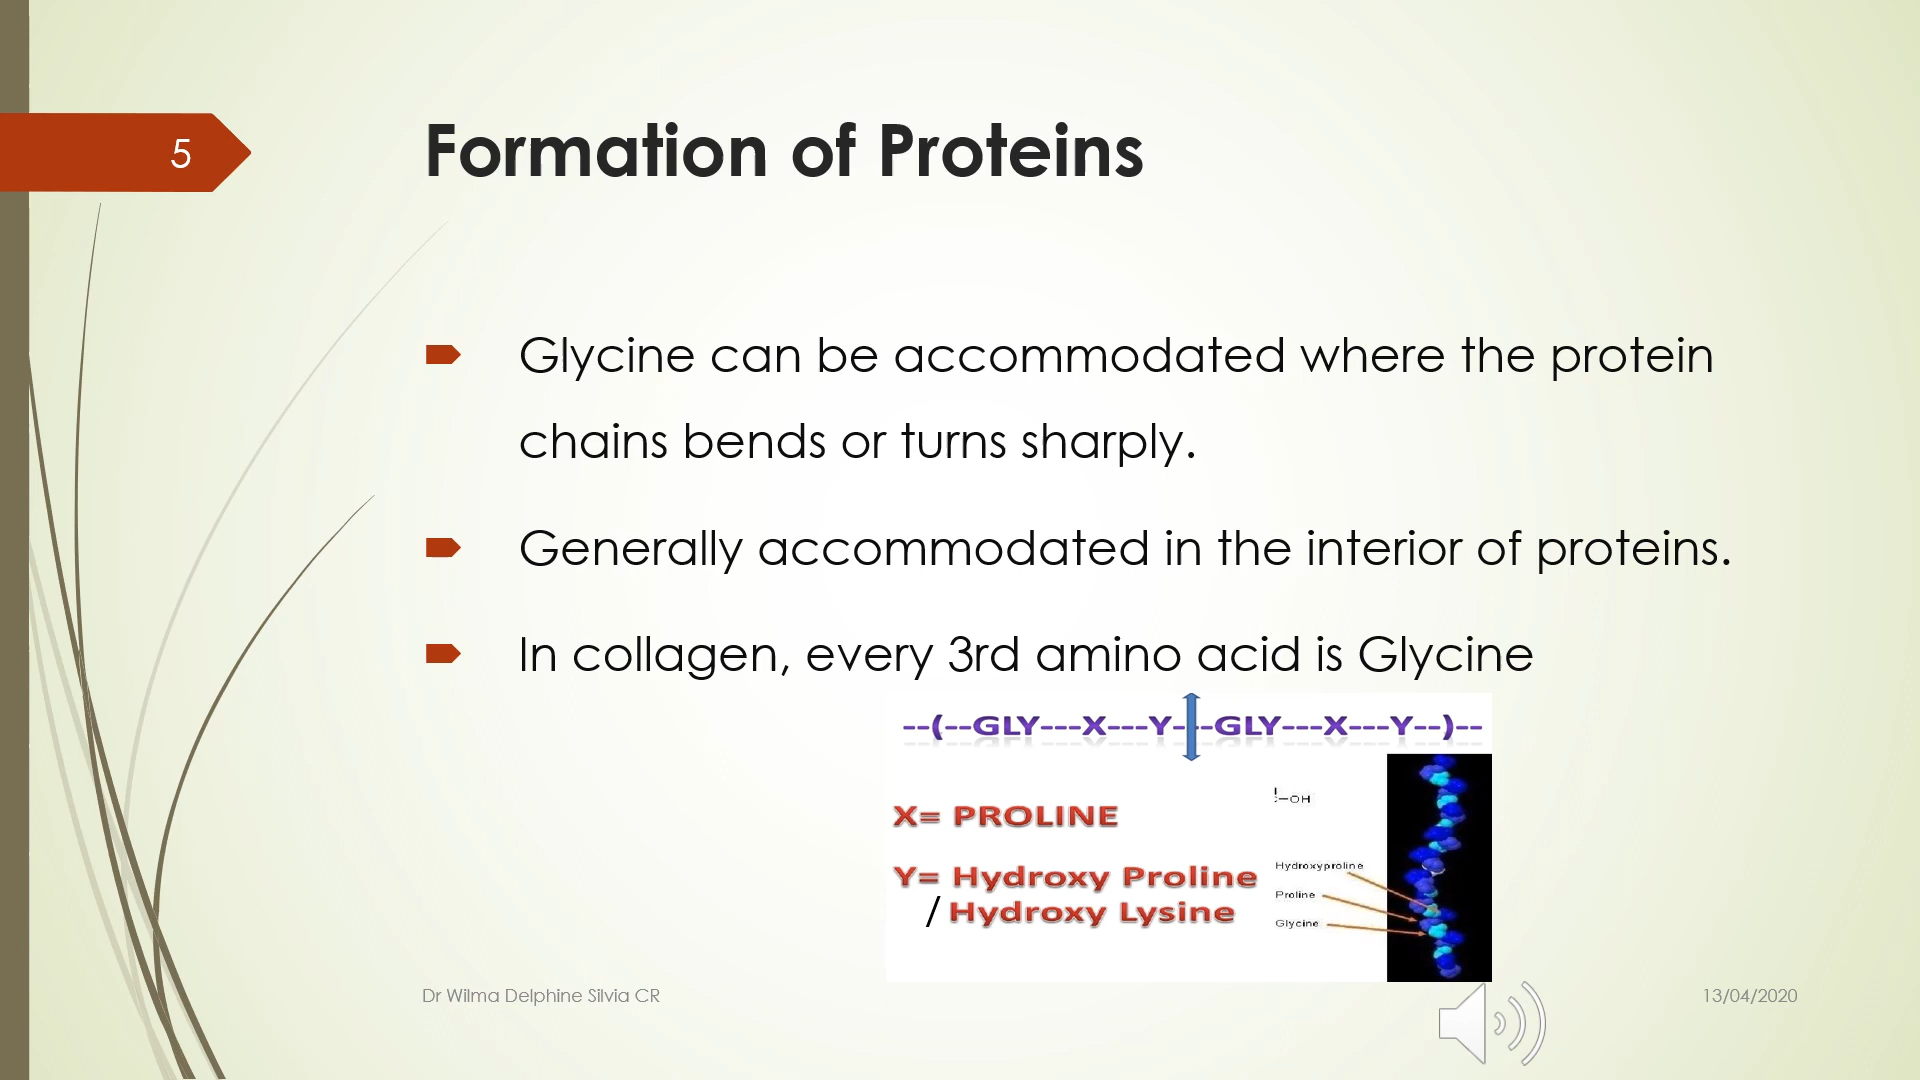 5
Formation of Proteins
Glycine can be accommodated where the protein
chains bends or turns sharply.
Generally accommodated in the interior of proteins.
In collagen, every 3rd amino acid is Glycine
--(--GLY---X---Y---GLY---X---Y--)--
X= PROLINE
Y= Hydroxy Proline
/ Hydroxy Lysine
OH
Hydroxyproline
Proline
Glycine
Dr Wilma Delphine Silvia CR
13/04/2020